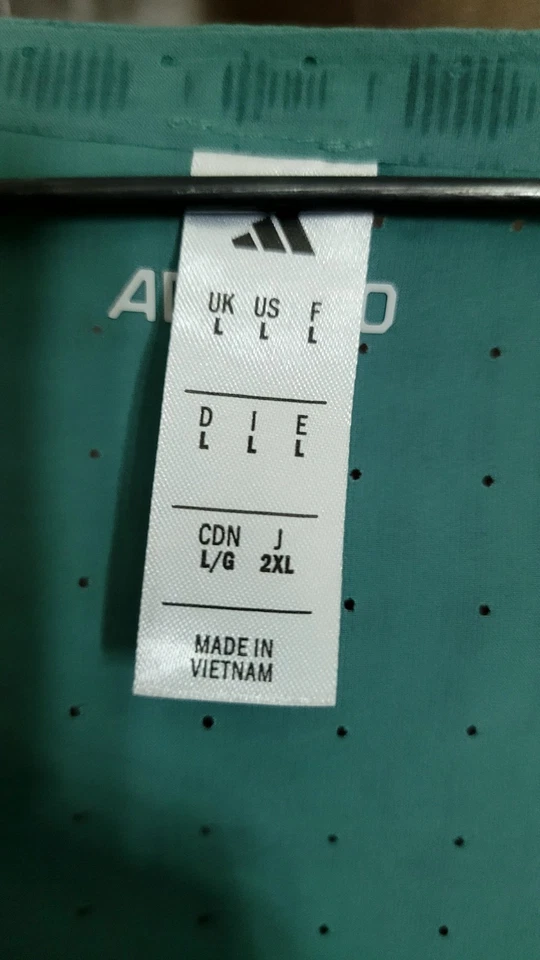 UK US F
L L L
D I E
L L L
CDN J
L/G 2XL
MADE IN
VIETNAM